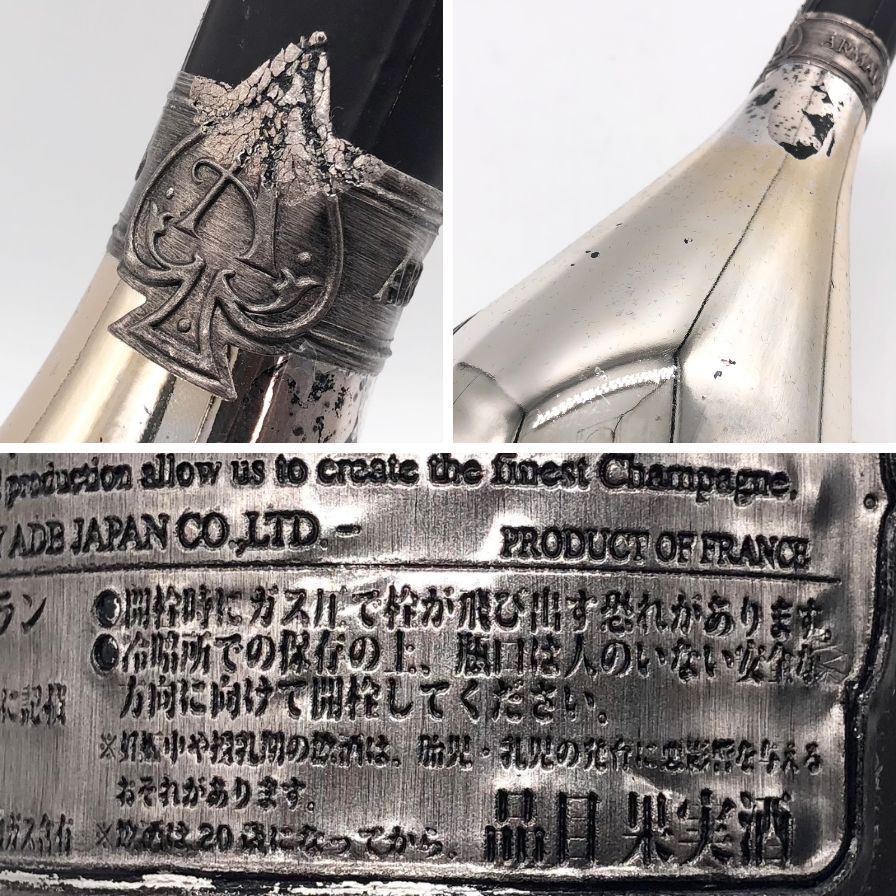 A
ARMAN
production allow us to create the finest Champagne.
Y ADE JAPAN CO.,LTD. -
PRODUCT OF FRANCE
ラン
●開栓時にガス圧で栓が飛び出す恐れがあります。
●冷暗所での保存の上、瓶口は人のいない安全な
方向に向けて開栓してください。
に記載
※妊娠中や授乳期の飲酒は、胎児・乳児の発育に悪影響を与える
おそれがあります。
ガス含有
※飲酒は20歳になってから。
品目 果実酒